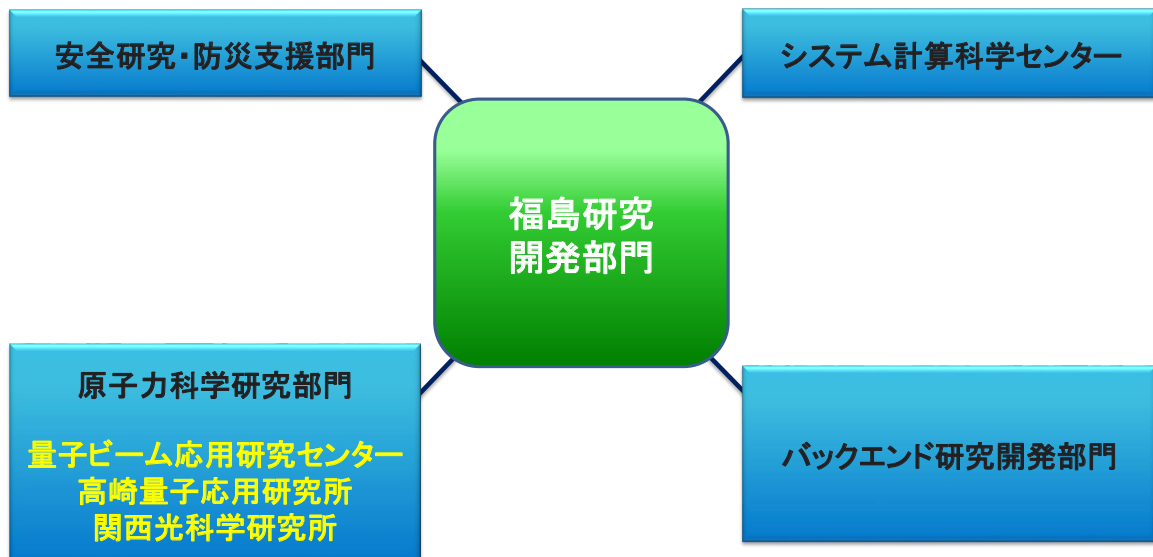 安全研究・防災支援部門
システム計算科学センター
福島研究
開発部門
原子力科学研究部門
量子ビーム応用研究センター
高崎量子応用研究所
関西光科学研究所
バックエンド研究開発部門